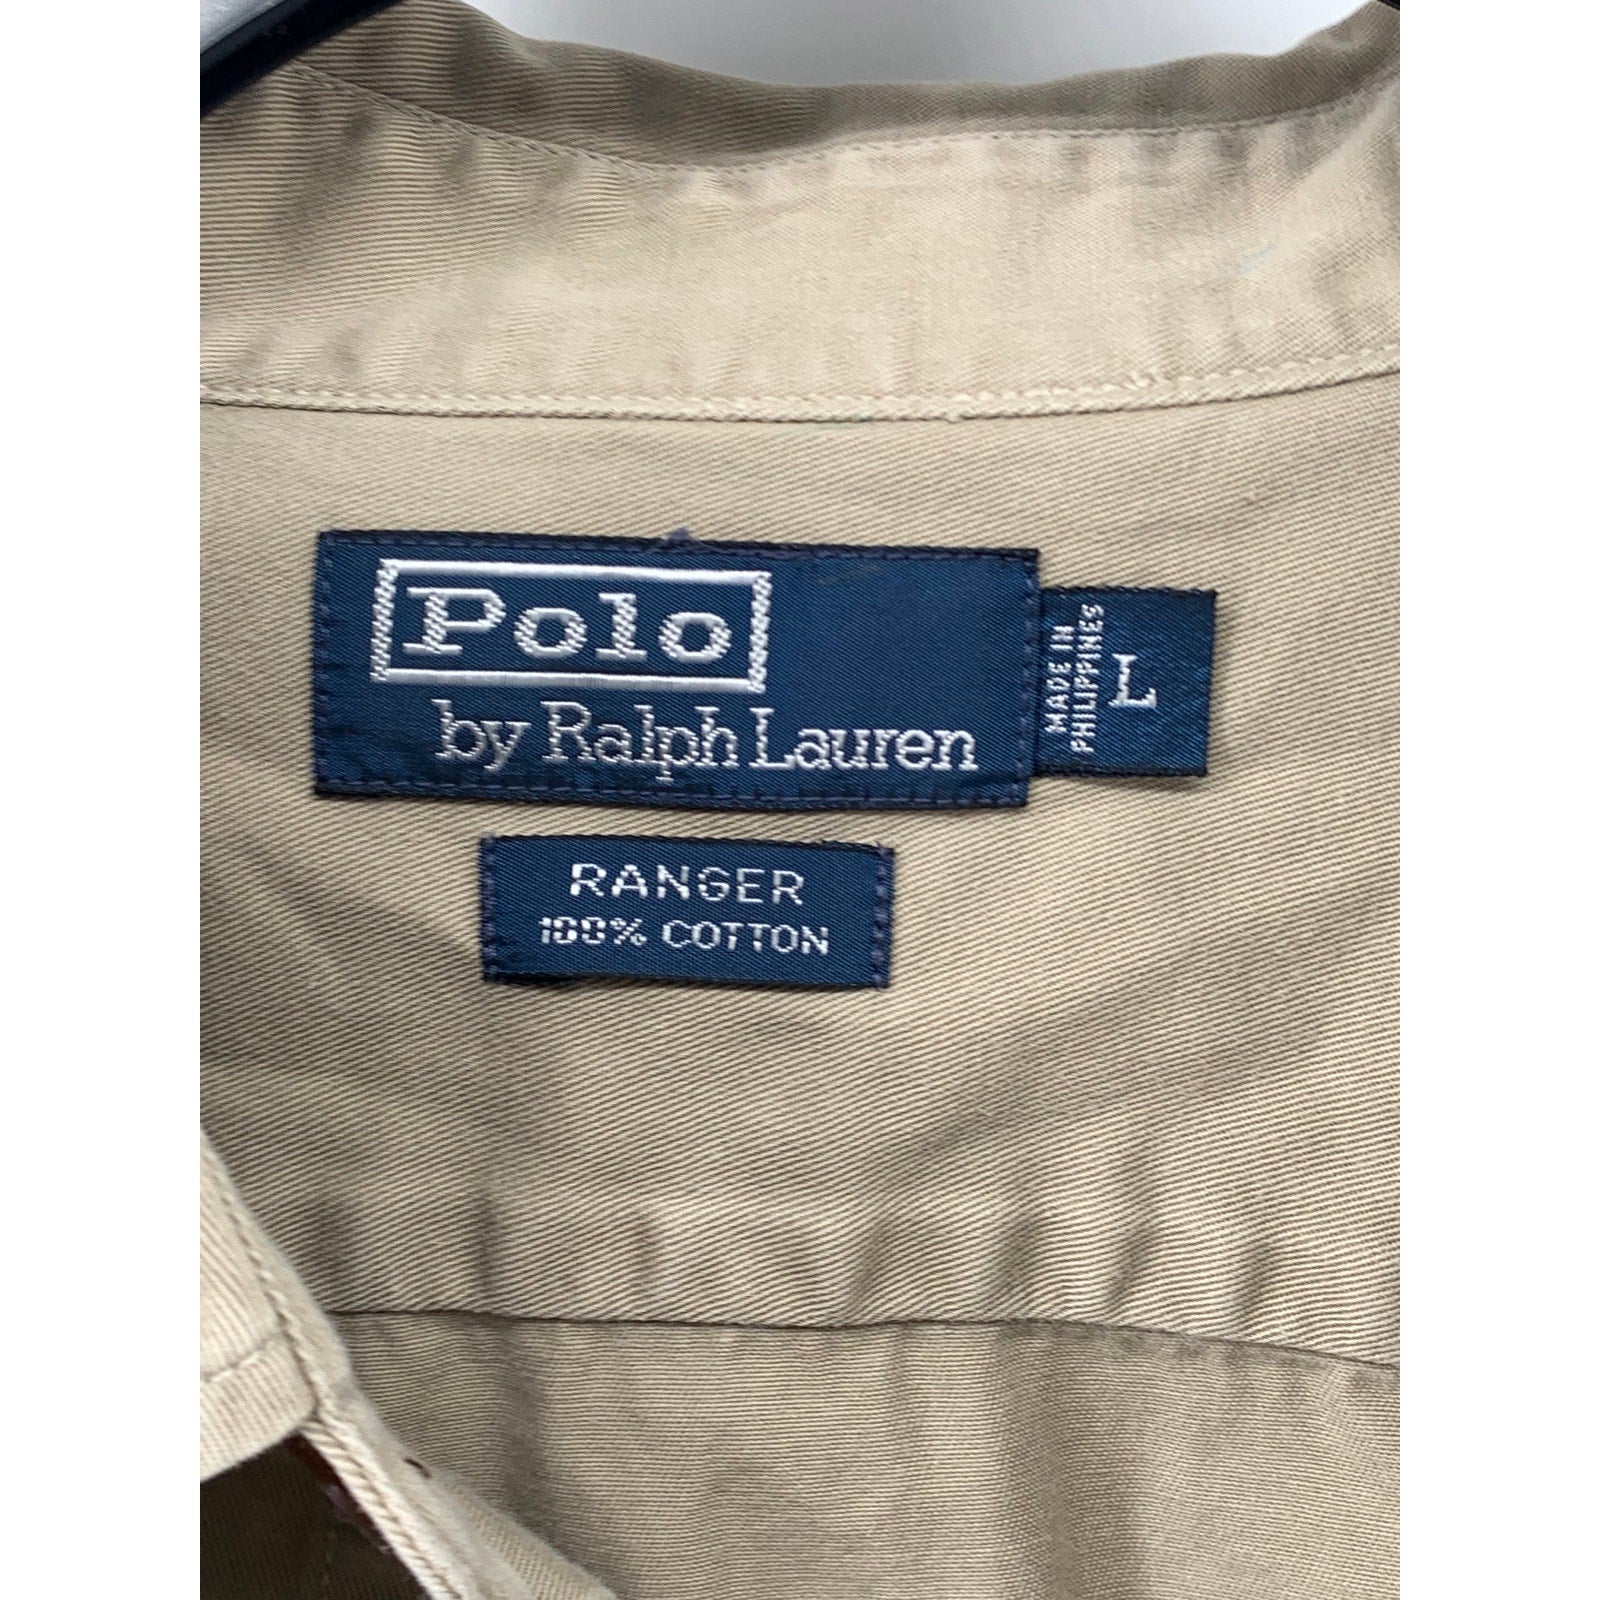 Polo
by Ralph Lauren
MADE IN
PHILIPPINES
L
RANGER
100% COTTON